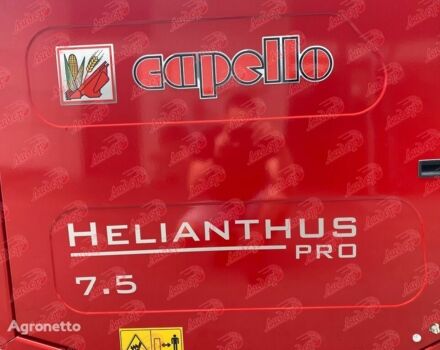 capello
HELIANTHUS
PRO
7.5
Agronetto